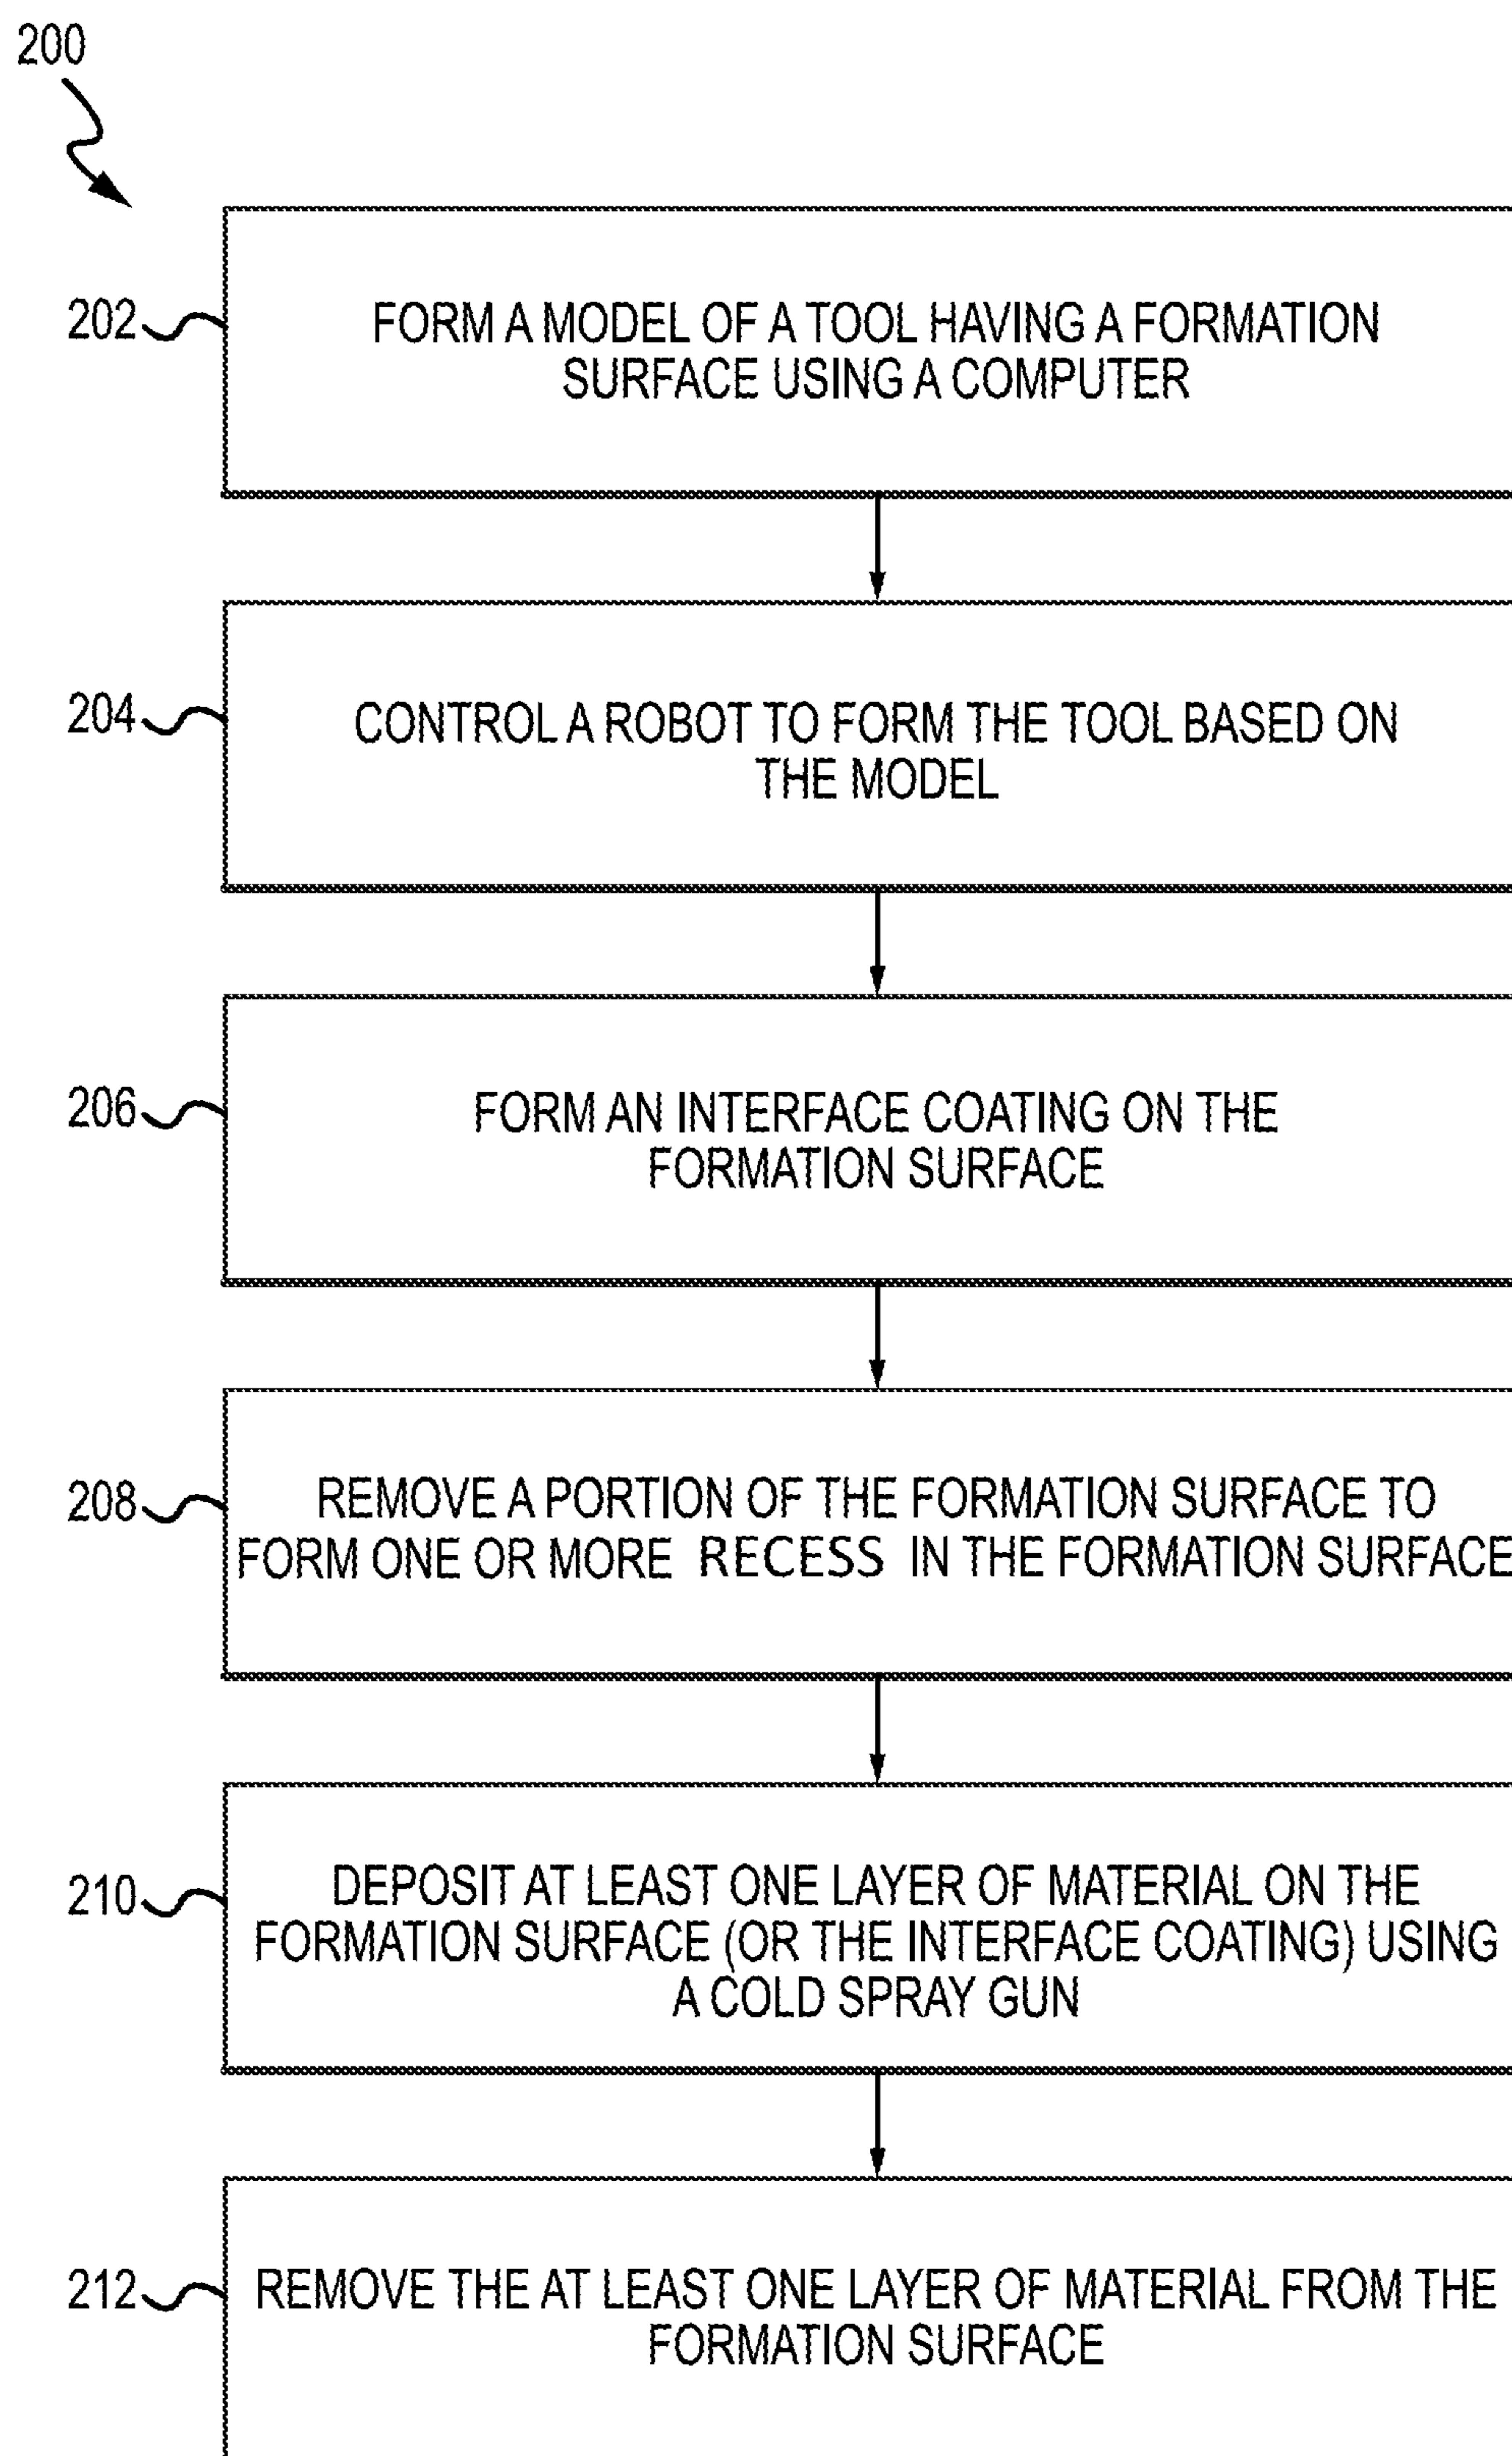 200
202
FORM A MODEL OF A TOOL HAVING A FORMATION
SURFACE USING A COMPUTER
204
CONTROL A ROBOT TO FORM THE TOOL BASED ON
THE MODEL
206
FORM AN INTERFACE COATING ON THE
FORMATION SURFACE
208
REMOVE A PORTION OF THE FORMATION SURFACE TO
FORM ONE OR MORE RECESS IN THE FORMATION SURFACE
210
DEPOSIT AT LEAST ONE LAYER OF MATERIAL ON THE
FORMATION SURFACE (OR THE INTERFACE COATING) USING
A COLD SPRAY GUN
212
REMOVE THE AT LEAST ONE LAYER OF MATERIAL FROM THE
FORMATION SURFACE